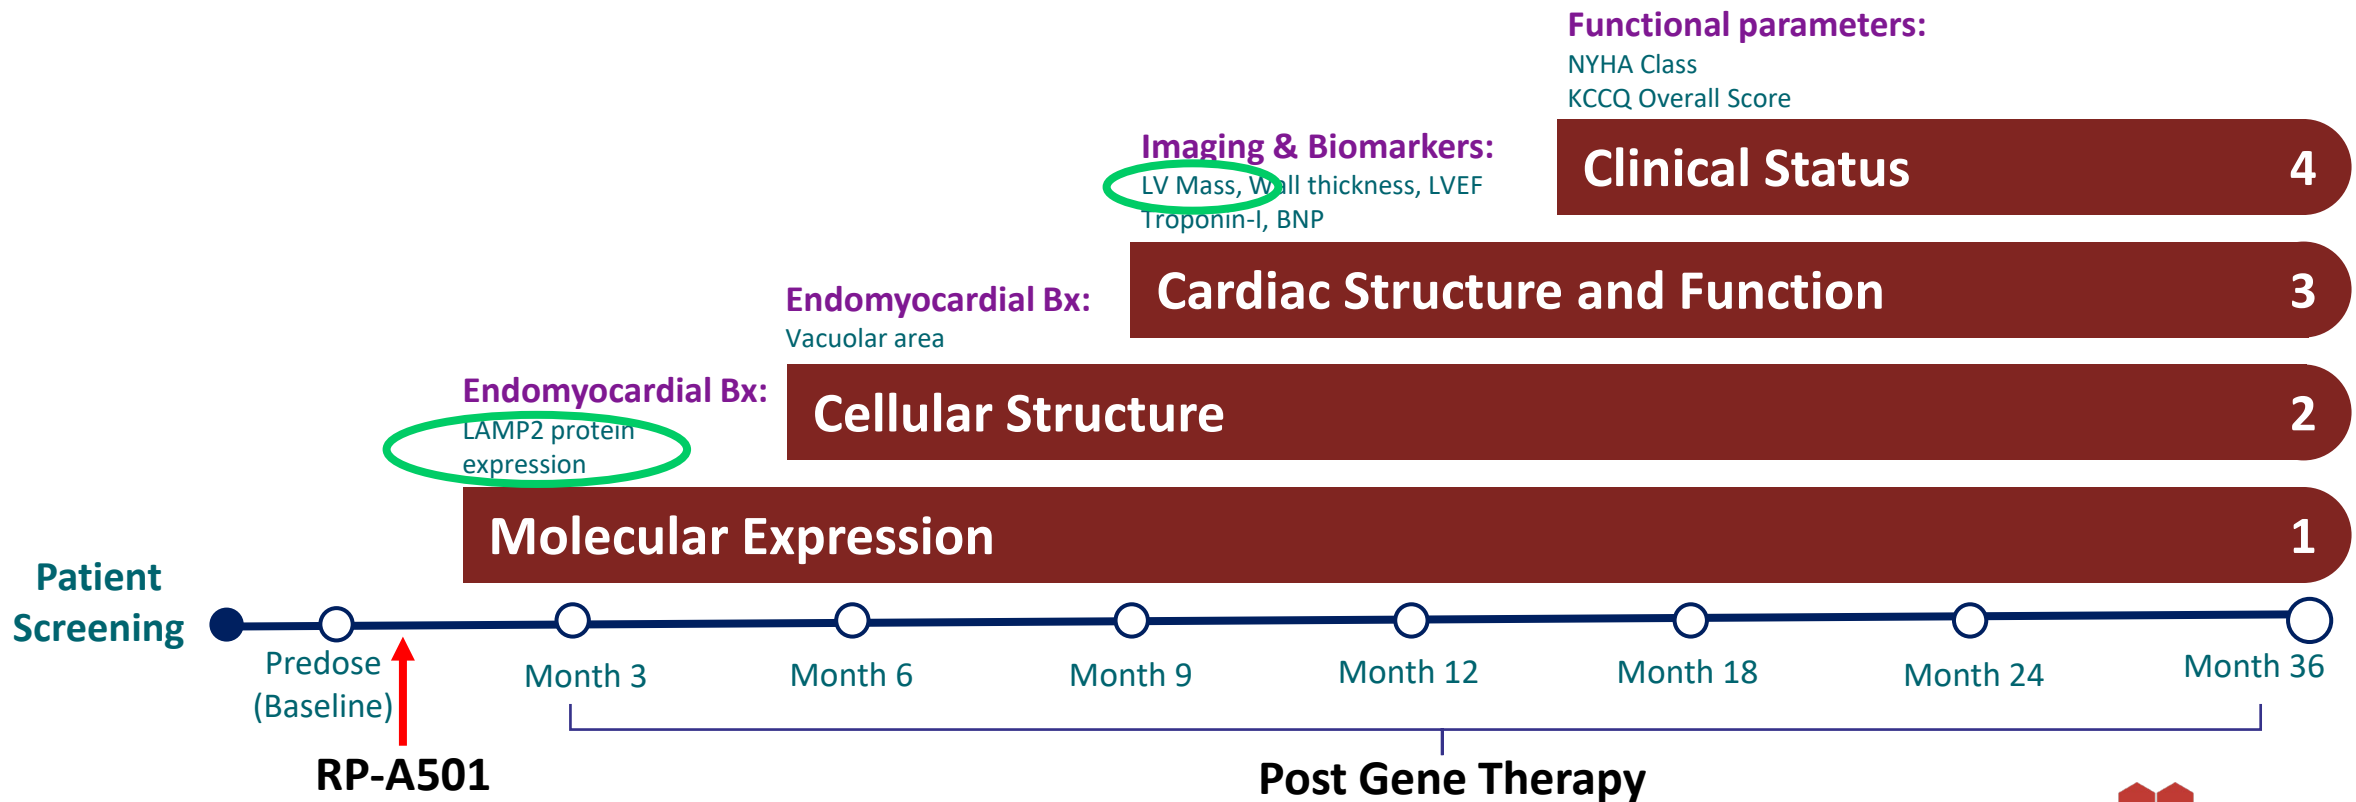 Functional parameters:
NYHA Class
KCCQ Overall Score
Clinical Status 4
Imaging & Biomarkers:
LV Mass, Wall thickness, LVEF
Troponin-I, BNP
Cardiac Structure and Function 3
Endomyocardial Bx:
Vacuolar area
Cellular Structure 2
Endomyocardial Bx:
LAMP2 protein
expression
Molecular Expression 1
Patient
Screening
Predose
(Baseline)
Month 3
Month 6
Month 9
Month 12
Month 18
Month 24
Month 36
RP-A501
Post Gene Therapy